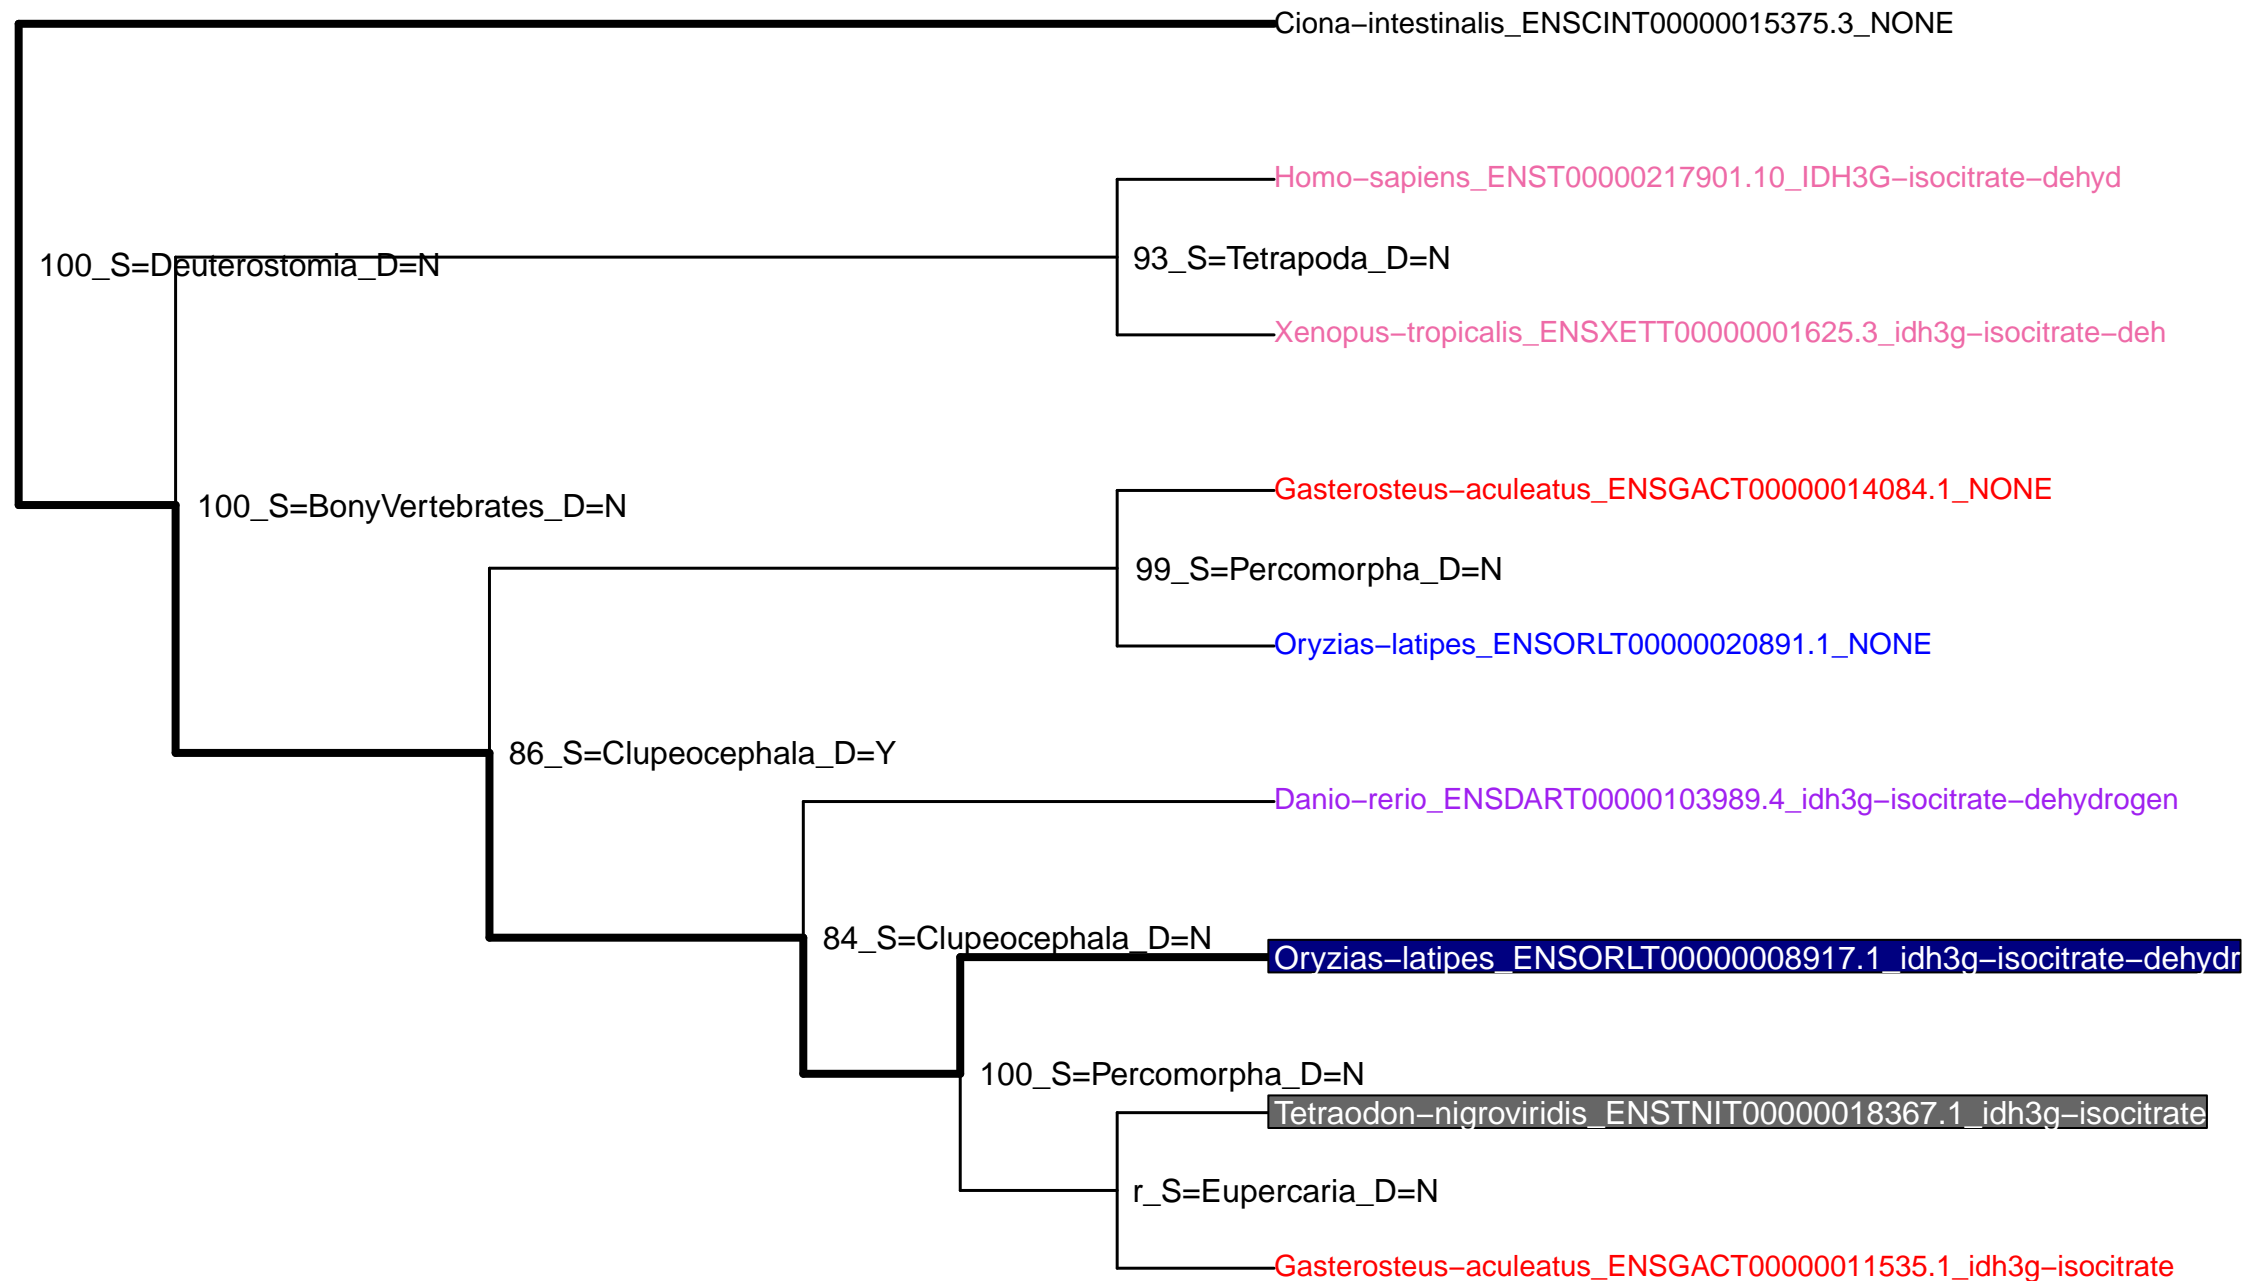 Ciona−intestinalis_ENSCINT00000015375.3_NONE
Homo−sapiens_ENST00000217901.10_IDH3G−isocitrate−dehyd
100_S=Deuterostomia_D=N
93_S=Tetrapoda_D=N
Xenopus−tropicalis_ENSXETT00000001625.3_idh3g−isocitrate−deh
Gasterosteus−aculeatus_ENSGACT00000014084.1_NONE
100_S=BonyVertebrates_D=N
99_S=Percomorpha_D=N
Oryzias−latipes_ENSORLT00000020891.1_NONE
86_S=Clupeocephala_D=Y
Danio−rerio_ENSDART00000103989.4_idh3g−isocitrate−dehydrogen
84_S=Clupeocephala_D=N
Oryzias−latipes_ENSORLT00000008917.1_idh3g−isocitrate−dehydr
100_S=Percomorpha_D=N
Tetraodon−nigroviridis_ENSTNIT00000018367.1_idh3g−isocitrate
r_S=Eupercaria_D=N
Gasterosteus−aculeatus_ENSGACT00000011535.1_idh3g−isocitrate